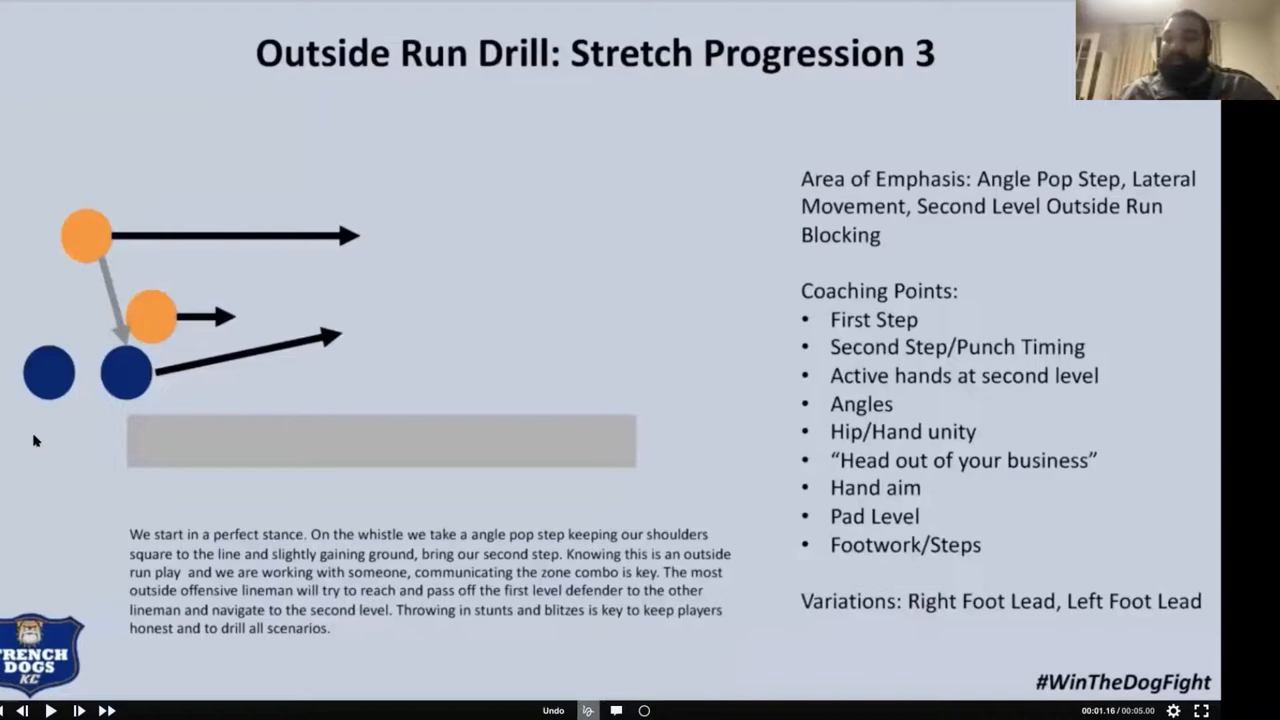 Outside Run Drill: Stretch Progression 3
Area of Emphasis: Angle Pop Step, Lateral
Movement, Second Level Outside Run
Blocking
Coaching Points:
• First Step
• Second Step/Punch Timing
• Active hands at second level
• Angles
• Hip/Hand unity
• “Head out of your business”
• Hand aim
• Pad Level
• Footwork/Steps
Variations: Right Foot Lead, Left Foot Lead
We start in a perfect stance. On the whistle we take a angle pop step keeping our shoulders
square to the line and slightly gaining ground, bring our second step. Knowing this is an outside
run play and we are working with someone, communicating the zone combo is key. The most
outside offensive lineman will try to reach and pass off the first level defender to the other
lineman and navigate to the second level. Throwing in stunts and blitzes is key to keep players
honest and to drill all scenarios.
TRENCH
DOGS
KC
#WinTheDogFight
Undo
00:01.16 / 00:05.00